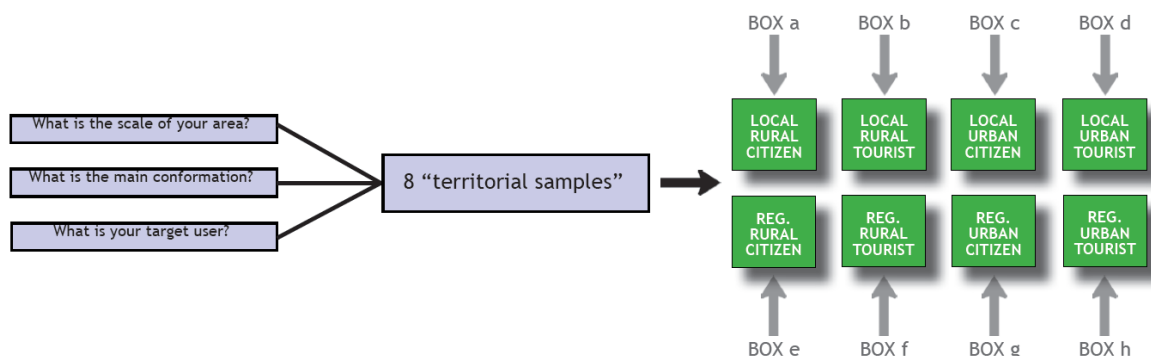 BOX a
BOX b
BOX c
BOX d
What is the scale of your area?
What is the main conformation?
What is your target user?
8 “territorial samples”
LOCAL
RURAL
CITIZEN
LOCAL
RURAL
TOURIST
LOCAL
URBAN
CITIZEN
LOCAL
URBAN
TOURIST
REG.
RURAL
CITIZEN
REG.
RURAL
TOURIST
REG.
URBAN
CITIZEN
REG.
URBAN
TOURIST
BOX e
BOX f
BOX g
BOX h